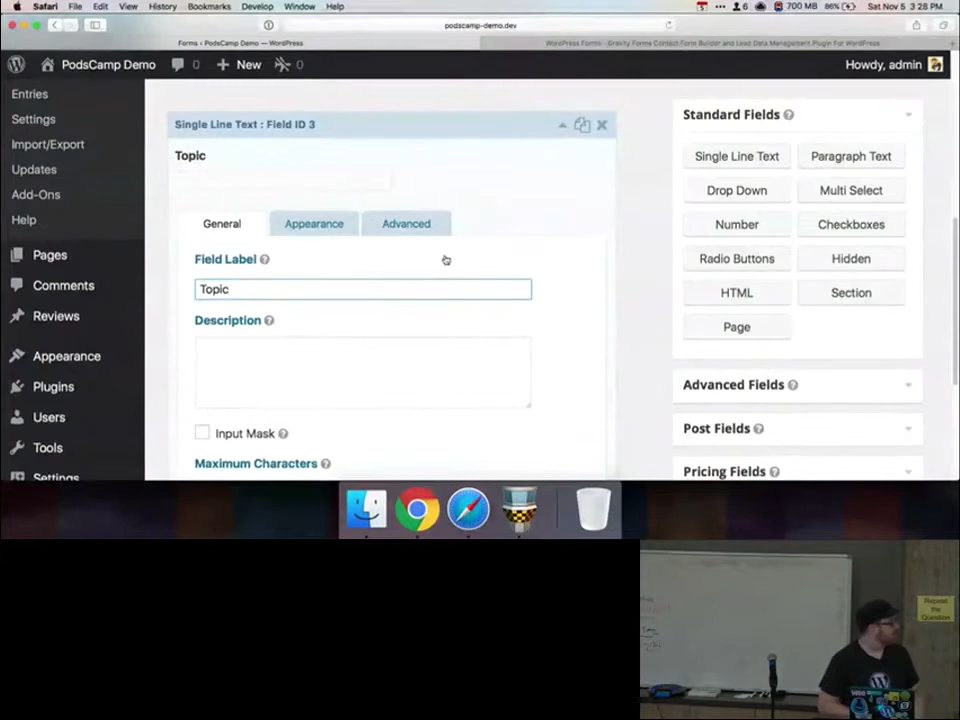 Safari File Edit View History Bookmarks Develop Window Help
6 700 MB 86% Sat Nov 5 3:28 PM
podscamp-demo.dev
Forms ‹ PodsCamp Demo — WordPress
WordPress Forms - Gravity Forms Contact Form Builder and Lead Data Management Plugin For WordPress
PodsCamp Demo 0 + New 0 Howdy, admin
Entries
Settings
Import/Export
Updates
Add-Ons
Help
Pages
Comments
Reviews
Appearance
Plugins
Users
Tools
Settings
Single Line Text : Field ID 3
Topic
General Appearance Advanced
Field Label
Topic
Description
Input Mask
Maximum Characters
Standard Fields
Single Line Text Paragraph Text
Drop Down Multi Select
Number Checkboxes
Radio Buttons Hidden
HTML Section
Page
Advanced Fields
Post Fields
Pricing Fields
Repeat
the
Question